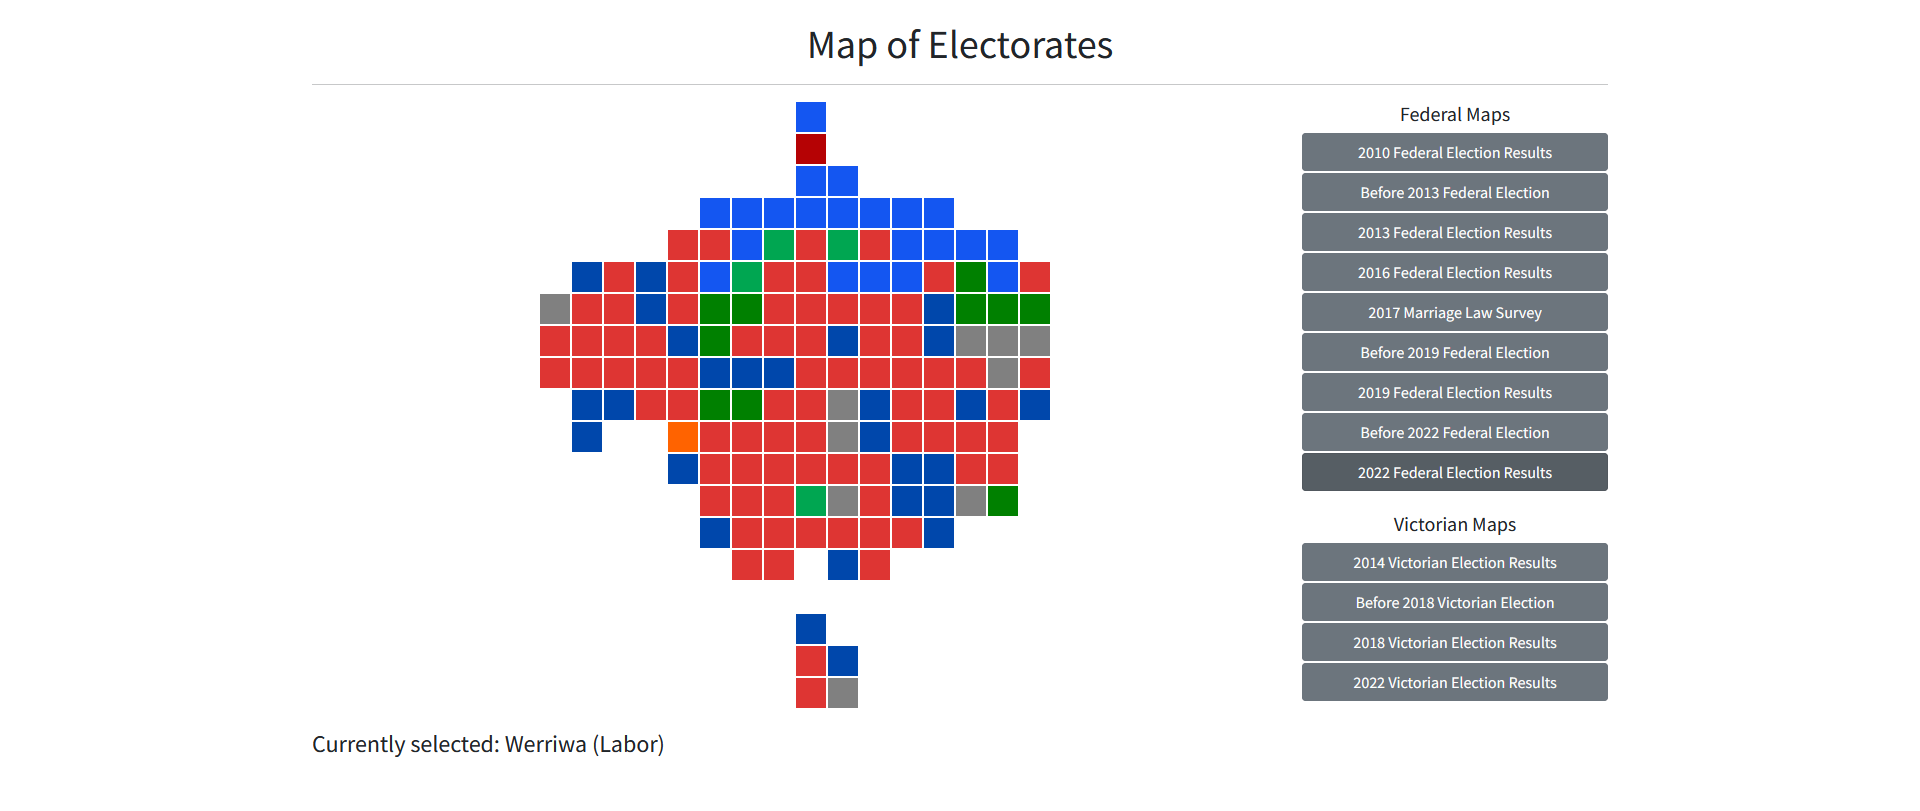 Map of Electorates
Federal Maps
2010 Federal Election Results
Before 2013 Federal Election
2013 Federal Election Results
2016 Federal Election Results
2017 Marriage Law Survey
Before 2019 Federal Election
2019 Federal Election Results
Before 2022 Federal Election
2022 Federal Election Results
Victorian Maps
2014 Victorian Election Results
Before 2018 Victorian Election
2018 Victorian Election Results
2022 Victorian Election Results
Currently selected: Werriwa (Labor)